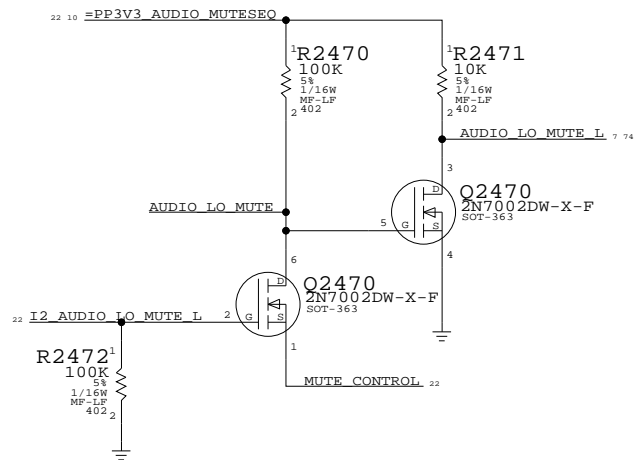 22 10 =PP3V3_AUDIO_MUTESEQ
1 R2470
100K
5%
1/16W
MF-LF
402
2
1 R2471
10K
5%
1/16W
MF-LF
402
2
AUDIO_LO_MUTE_L 7 74
3
Q2470
2N7002DW-X-F
SOT-363
D
5 G S
4
AUDIO_LO_MUTE
6
Q2470
2N7002DW-X-F
SOT-363
D
22 I2_AUDIO_LO_MUTE_L 2 G S
1
MUTE_CONTROL 22
R2472 1
100K
5%
1/16W
MF-LF
402 2